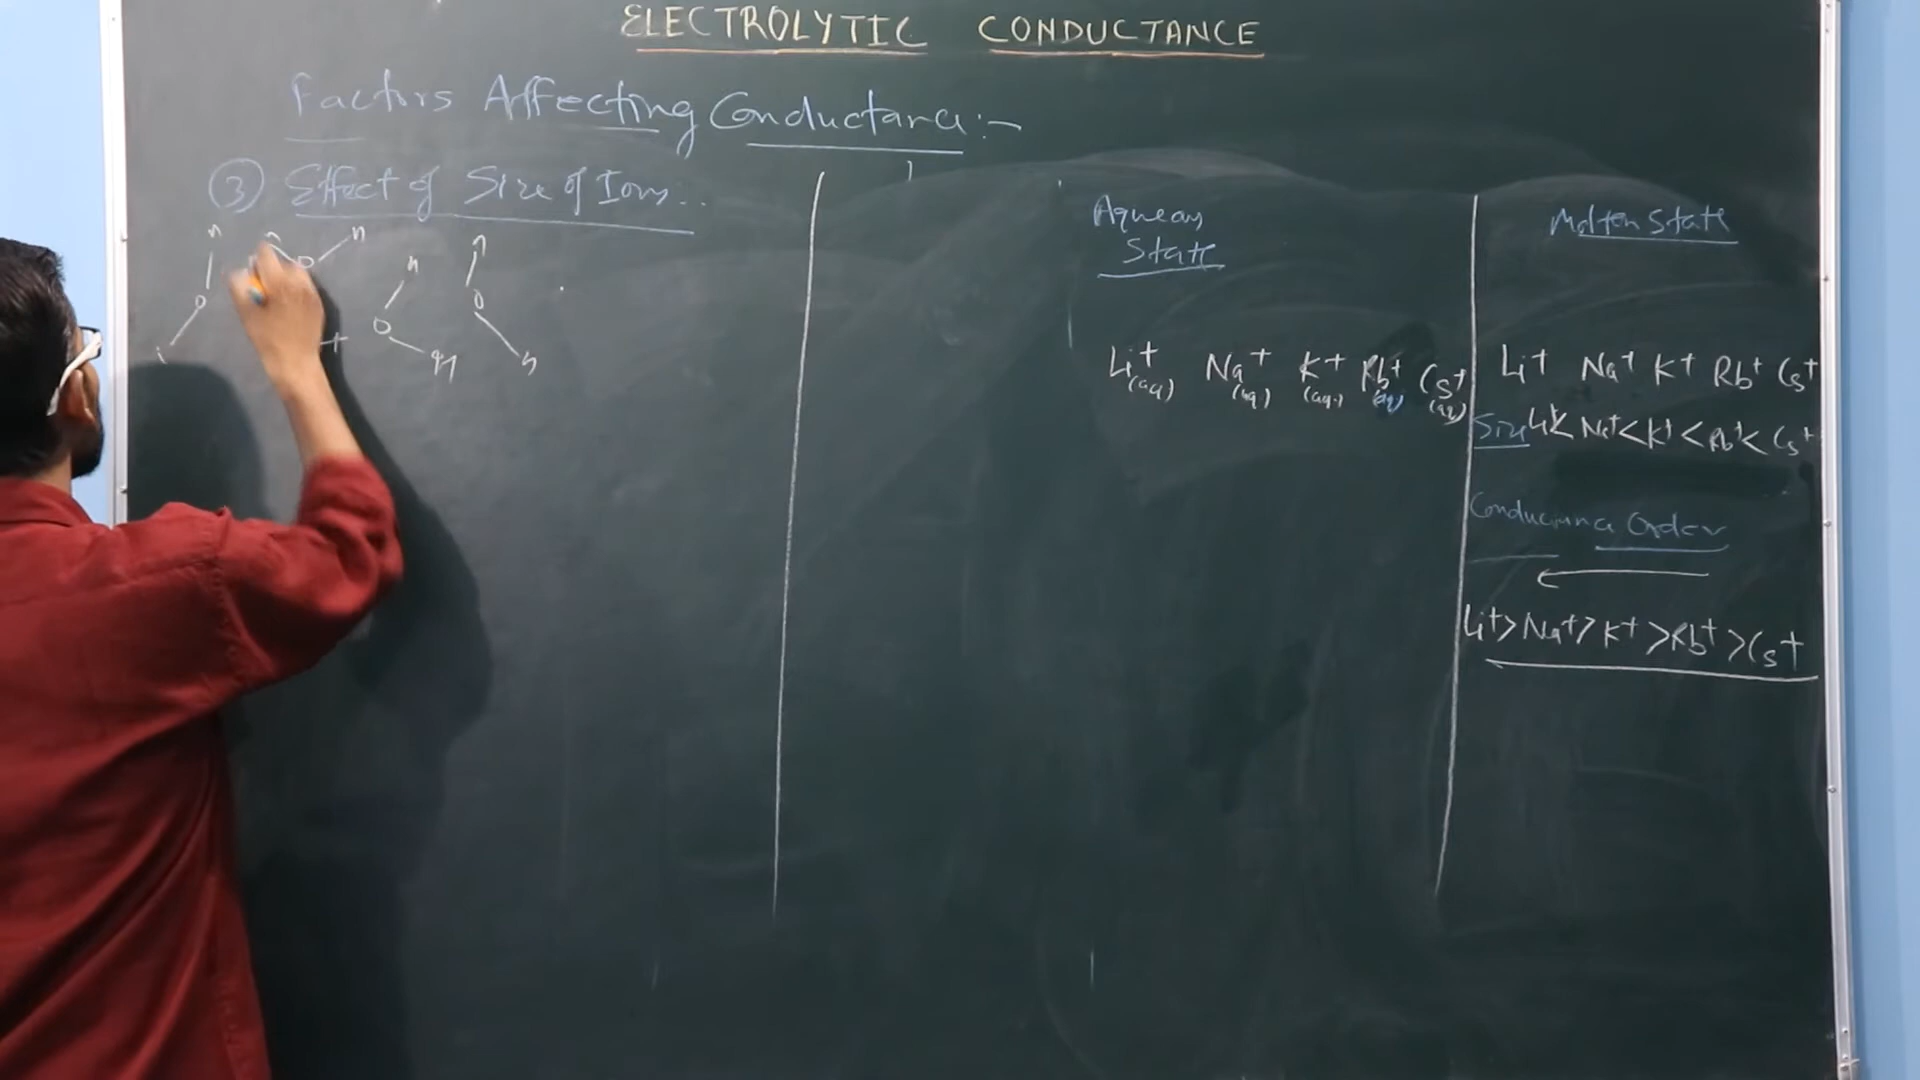 ELECTROLYTIC CONDUCTANCE
Factors Affecting Conductance:-
③ Effect of Size of Ions..
H H H H H
O O O O
H H
Aqueous
State
Li⁺(aq) Na⁺(aq) K⁺(aq) Rb⁺(aq) Cs⁺(aq)
Molten State
Li⁺ Na⁺ K⁺ Rb⁺ Cs⁺
Size Li⁺< Na⁺< K⁺ < Rb⁺< Cs⁺
Conductance Order
Li⁺> Na⁺> K⁺ >Rb⁺ >Cs⁺